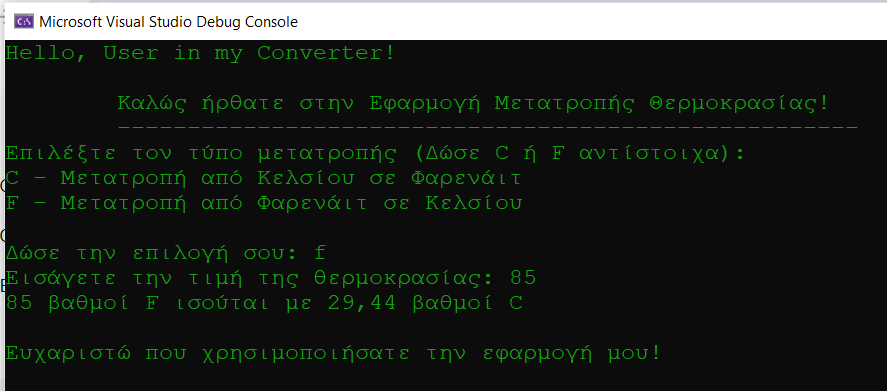 Microsoft Visual Studio Debug Console
Hello, User in my Converter!
Καλώς ήρθατε στην Εφαρμογή Μετατροπής Θερμοκρασίας!
-----------------------------------------------------
Επιλέξτε τον τύπο μετατροπής (Δώσε C ή F αντίστοιχα):
C - Μετατροπή από Κελσίου σε Φαρενάιτ
F - Μετατροπή από Φαρενάιτ σε Κελσίου
Δώσε την επιλογή σου: f
Εισάγετε την τιμή της θερμοκρασίας: 85
85 βαθμοί F ισούται με 29,44 βαθμοί C
Ευχαριστώ που χρησιμοποιήσατε την εφαρμογή μου!